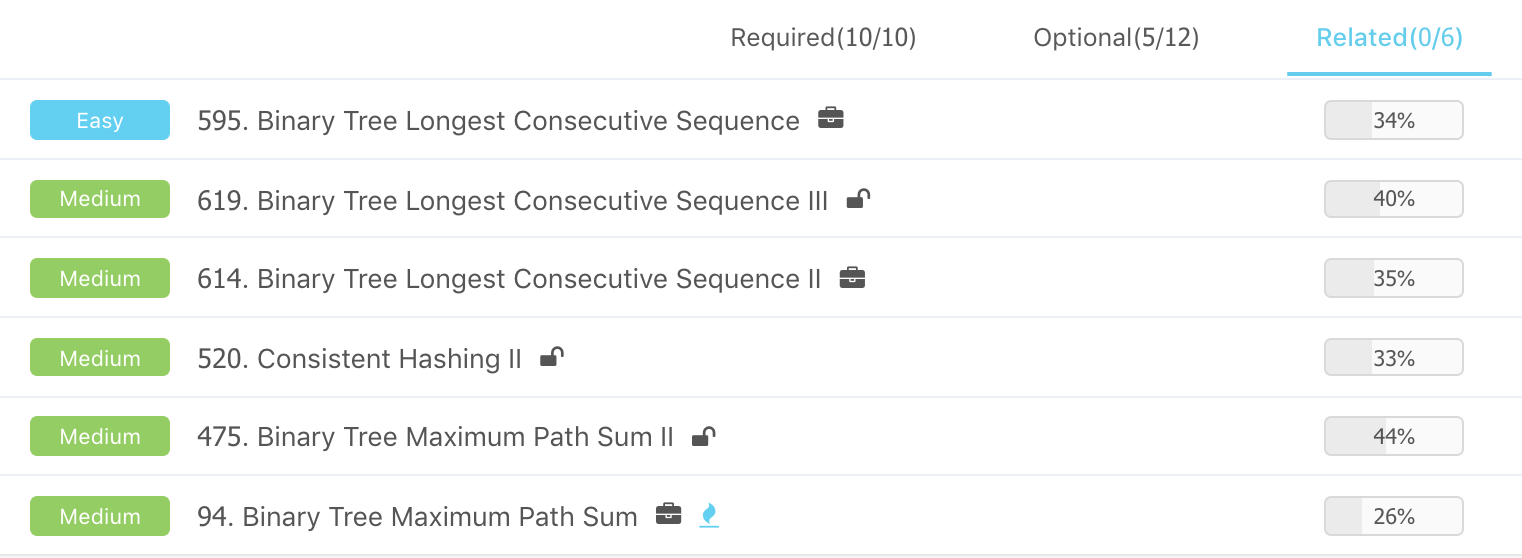 Required(10/10) Optional(5/12) Related(0/6)
Easy 595. Binary Tree Longest Consecutive Sequence 34%
Medium 619. Binary Tree Longest Consecutive Sequence III 40%
Medium 614. Binary Tree Longest Consecutive Sequence II 35%
Medium 520. Consistent Hashing II 33%
Medium 475. Binary Tree Maximum Path Sum II 44%
Medium 94. Binary Tree Maximum Path Sum 26%